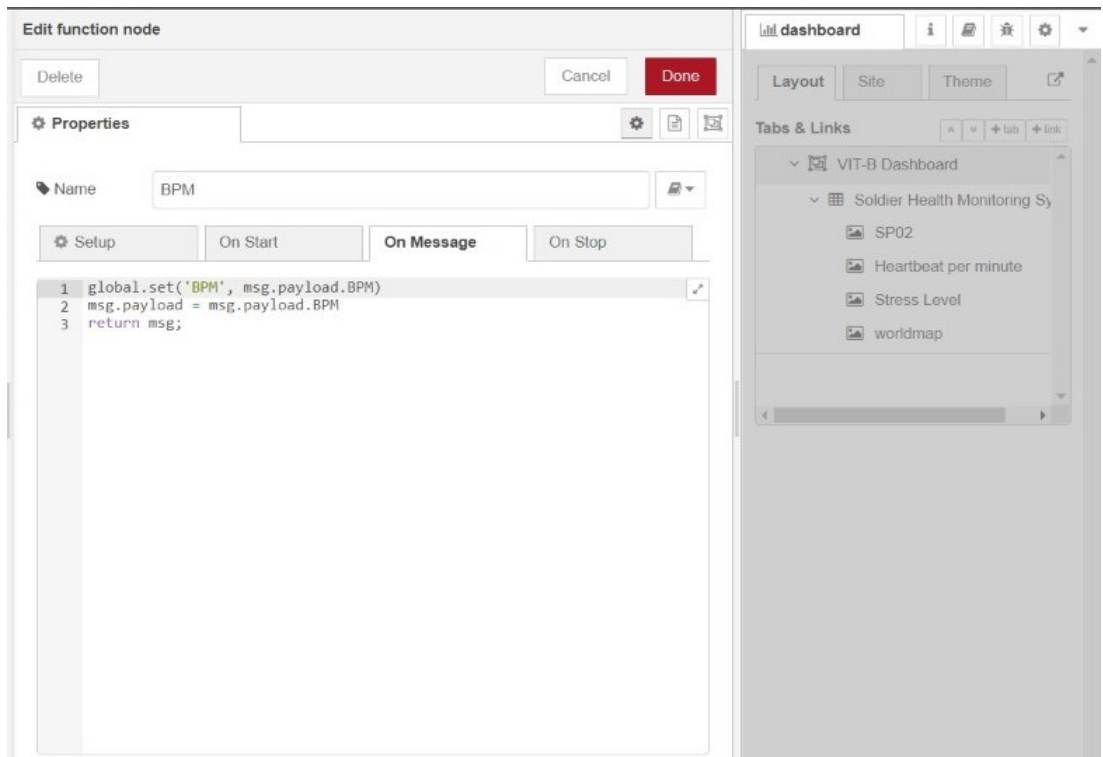 Edit function node
Delete
Cancel
Done
Properties
Name
BPM
Setup
On Start
On Message
On Stop
1 global.set('BPM', msg.payload.BPM)
2 msg.payload = msg.payload.BPM
3 return msg;
dashboard
i
Layout
Site
Theme
Tabs & Links
+ tab
+ link
VIT-B Dashboard
Soldier Health Monitoring Sy
SP02
Heartbeat per minute
Stress Level
worldmap